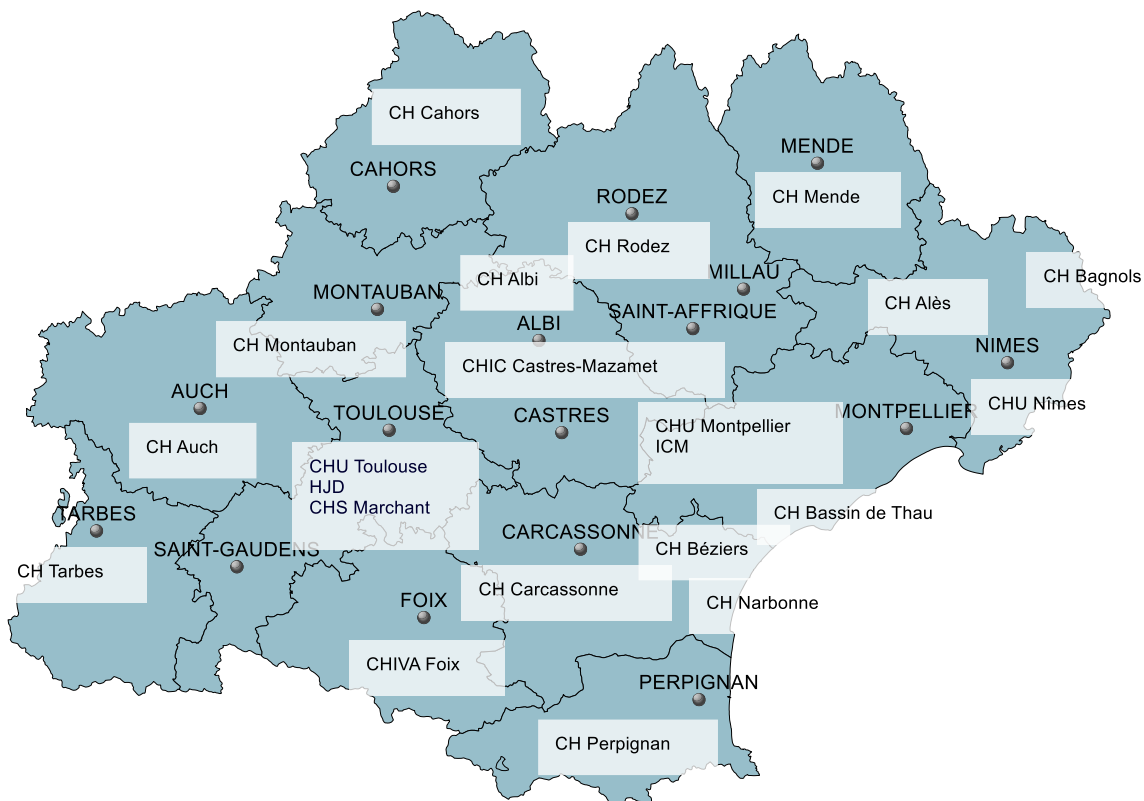 CH Cahors
CAHORS
MENDE
CH Mende
RODEZ
CH Rodez
MILLAU
CH Albi
CH Bagnols
MONTAUBAN
SAINT-AFFRIQUE
CH Alès
ALBI
CH Montauban
NIMES
CHIC Castres-Mazamet
AUCH
CHU Nîmes
TOULOUSE
CASTRES
MONTPELLIER
CHU Montpellier
ICM
CH Auch
CHU Toulouse
HJD
CHS Marchant
TARBES
CH Bassin de Thau
CARCASSONNE
SAINT-GAUDENS
CH Béziers
CH Tarbes
CH Carcassonne
FOIX
CH Narbonne
CHIVA Foix
PERPIGNAN
CH Perpignan